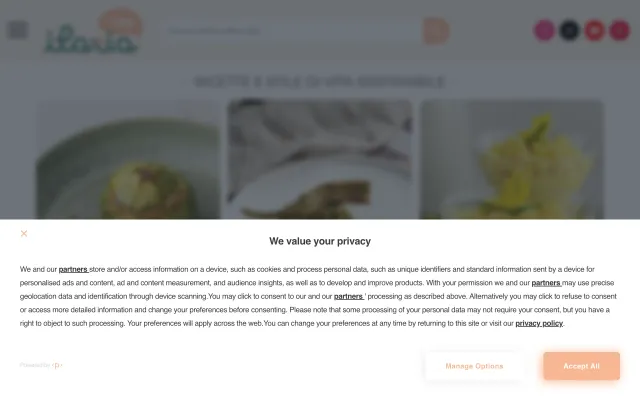 ilaria
RICETTE E STILE DI VITA SOSTENIBILE
We value your privacy
We and our partners store and/or access information on a device, such as cookies and process personal data, such as unique identifiers and standard information sent by a device for
personalised ads and content, ad and content measurement, and audience insights, as well as to develop and improve products. With your permission we and our partners may use precise
geolocation data and identification through device scanning.You may click to consent to our and our partners ' processing as described above. Alternatively you may click to refuse to consent
or access more detailed information and change your preferences before consenting. Please note that some processing of your personal data may not require your consent, but you have a
right to object to such processing. Your preferences will apply across the web.You can change your preferences at any time by returning to this site or visit our privacy policy.
Powered by
Manage Options
Accept All